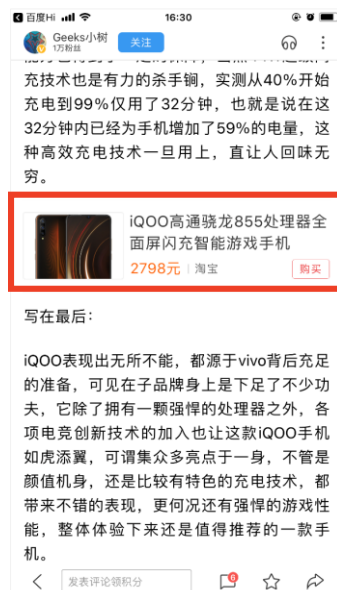 百度Hi 16:30
Geeks小树
1万粉丝
关注
充技术也是有力的杀手锏，实测从40%开始
充电到99%仅用了32分钟，也就是说在这
32分钟内已经为手机增加了59%的电量，这
种高效充电技术一旦用上，直让人回味无
穷。
iQOO高通骁龙855处理器全
面屏闪充智能游戏手机
2798元 淘宝 购买
写在最后：
iQOO表现出无所不能，都源于vivo背后充足
的准备，可见在子品牌身上是下足了不少功
夫，它除了拥有一颗强悍的处理器之外，各
项电竞创新技术的加入也让这款iQOO手机
如虎添翼，可谓集众多亮点于一身，不管是
颜值机身，还是比较有特色的充电技术，都
带来不错的表现，更何况还有强悍的游戏性
能，整体体验下来还是值得推荐的一款手
机。
发表评论领积分 6